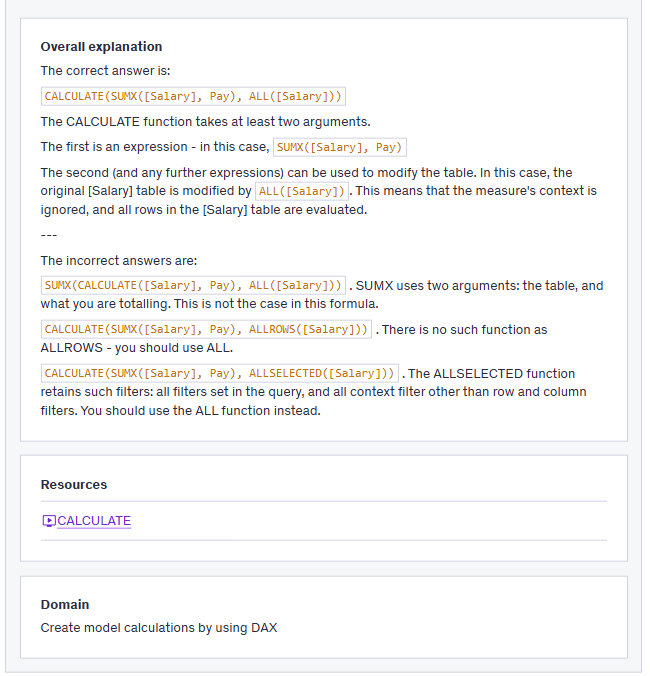 Overall explanation
The correct answer is:
CALCULATE(SUMX([Salary], Pay), ALL([Salary]))
The CALCULATE function takes at least two arguments.
The first is an expression - in this case, SUMX([Salary], Pay)
The second (and any further expressions) can be used to modify the table. In this case, the
original [Salary] table is modified by ALL([Salary]). This means that the measure's context is
ignored, and all rows in the [Salary] table are evaluated.
---
The incorrect answers are:
SUMX(CALCULATE([Salary], Pay), ALL([Salary])) . SUMX uses two arguments: the table, and
what you are totalling. This is not the case in this formula.
CALCULATE(SUMX([Salary], Pay), ALLROWS([Salary])) . There is no such function as
ALLROWS - you should use ALL.
CALCULATE(SUMX([Salary], Pay), ALLSELECTED([Salary])) . The ALLSELECTED function
retains such filters: all filters set in the query, and all context filter other than row and column
filters. You should use the ALL function instead.
Resources
CALCULATE
Domain
Create model calculations by using DAX